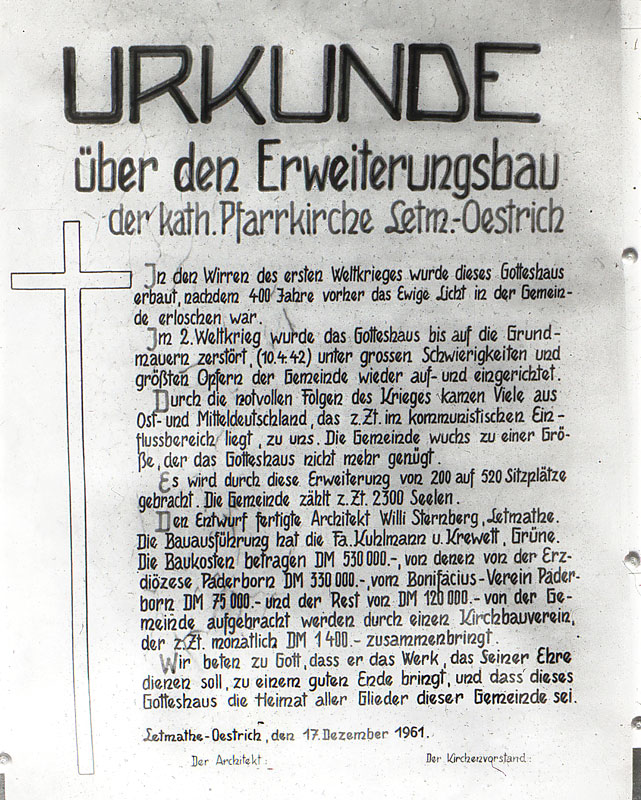 URKUNDE
über den Erweiterungsbau
der kath. Pfarrkirche Letm.-Oestrich
In den Wirren des ersten Weltkrieges wurde dieses Gotteshaus
erbaut, nachdem 400 Jahre vorher das Ewige Licht in der Gemein-
de erloschen war.
Im 2. Weltkrieg wurde das Gotteshaus bis auf die Grund-
mauern zerstört, (10.4.42) unter grossen Schwierigkeiten und
größten Opfern der Gemeinde wieder auf- und eingerichtet.
Durch die notvollen Folgen des Krieges kamen Viele aus
Ost- und Mitteldeutschland, das z.Zt. im kommunistischen Ein-
flussbereich liegt, zu uns. Die Gemeinde wuchs zu einer Grö-
ße, der das Gotteshaus nicht mehr genügt.
Es wird durch diese Erweiterung von 200 auf 520 Sitzplätze
gebracht. Die Gemeinde zählt z.Zt. 2300 Seelen.
Den Entwurf fertigte Architekt Willi Sternberg, Letmathe.
Die Bauausführung hat die Fa. Kuhlmann u. Krewett, Grüne.
Die Baukosten betragen DM 530 000.-, von denen von der Erz-
diözese Paderborn DM 330 000.-, vom Bonifacius-Verein Pader-
born DM 75 000.- und der Rest von DM 120 000.- von der Ge-
meinde aufgebracht werden durch einen Kirchbauverein,
der z.Zt. monatlich DM 1 400.- zusammenbringt.
Wir beten zu Gott, dass er das Werk, das Seiner Ehre
dienen soll, zu einem guten Ende bringt, und dass dieses
Gotteshaus die Heimat aller Glieder dieser Gemeinde sei.
Letmathe-Oestrich, den 17. Dezember 1961.
Der Architekt: Der Kirchenvorstand: